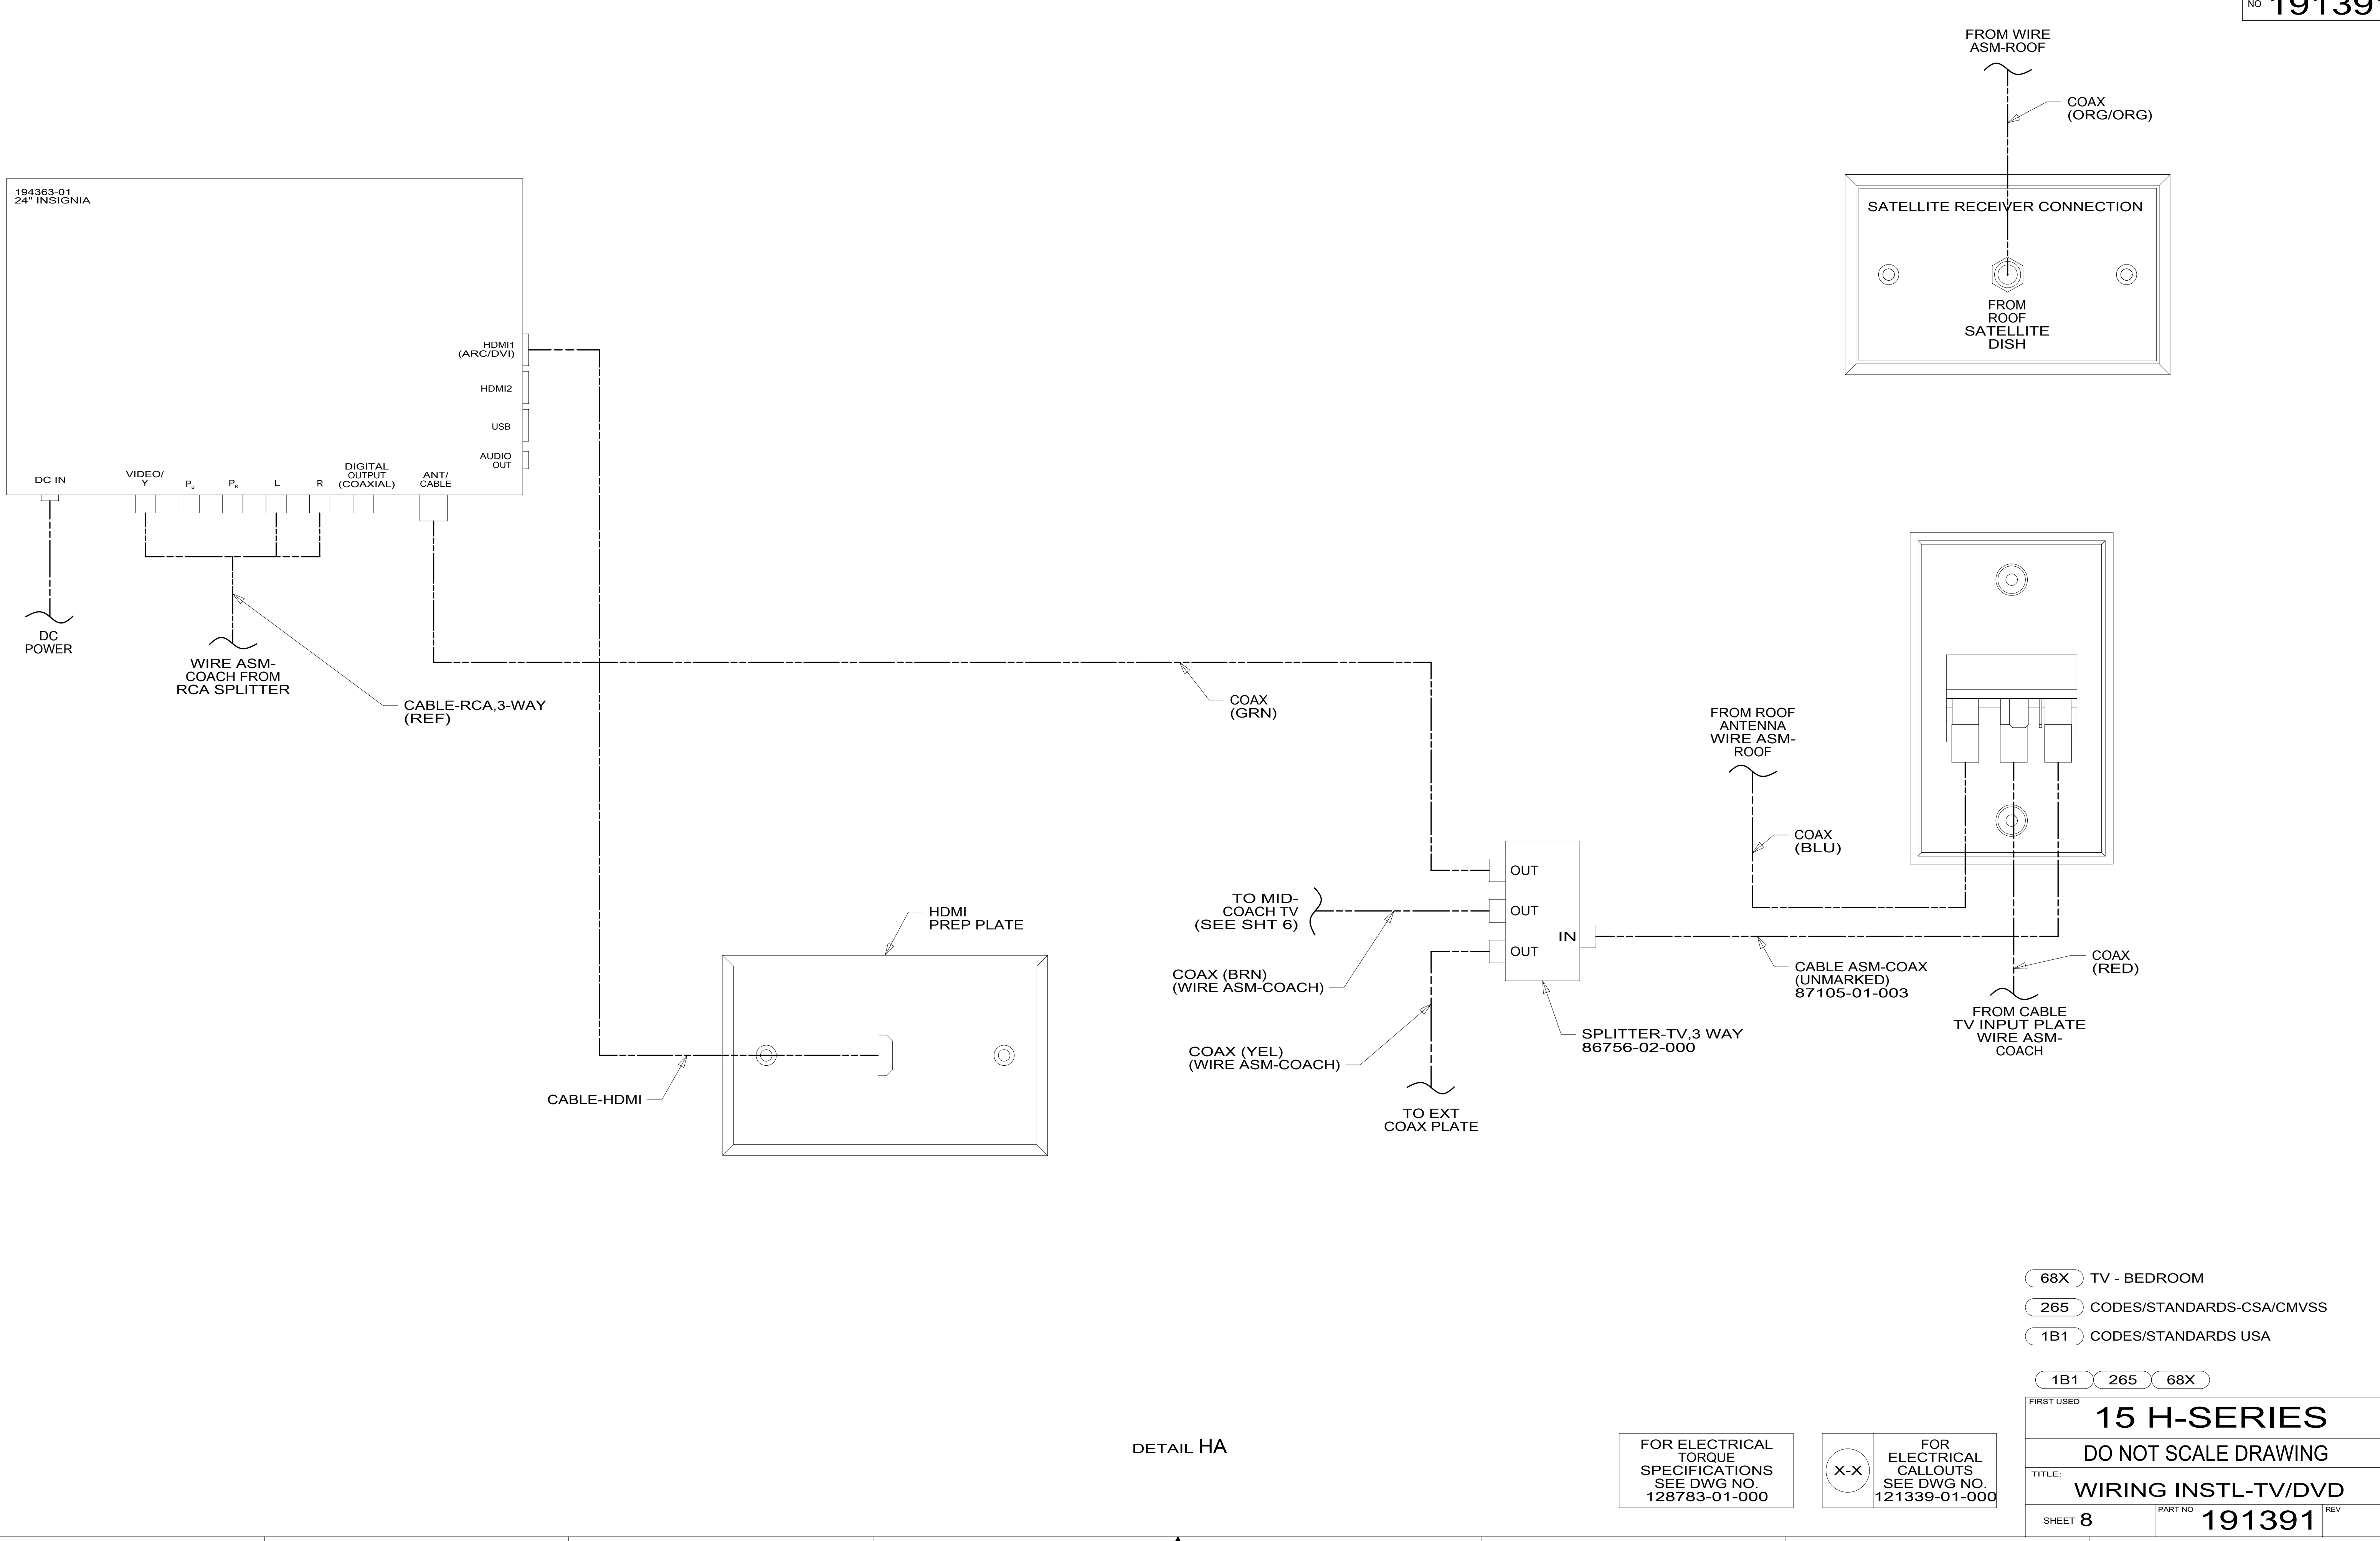 NO 191391
FROM WIRE
ASM-ROOF
COAX
(ORG/ORG)
194363-01
24" INSIGNIA
SATELLITE RECEIVER CONNECTION
FROM
ROOF
SATELLITE
DISH
HDMI1
(ARC/DVI)
HDMI2
USB
AUDIO
OUT
DC IN
VIDEO/
Y
PB
PR
L
R
DIGITAL
OUTPUT
(COAXIAL)
ANT/
CABLE
DC
POWER
WIRE ASM-
COACH FROM
RCA SPLITTER
CABLE-RCA,3-WAY
(REF)
COAX
(GRN)
FROM ROOF
ANTENNA
WIRE ASM-
ROOF
COAX
(BLU)
HDMI
PREP PLATE
TO MID-
COACH TV
(SEE SHT 6)
OUT
OUT
OUT
IN
COAX (BRN)
(WIRE ASM-COACH)
CABLE ASM-COAX
(UNMARKED)
87105-01-003
COAX
(RED)
FROM CABLE
TV INPUT PLATE
WIRE ASM-
COACH
SPLITTER-TV,3 WAY
86756-02-000
COAX (YEL)
(WIRE ASM-COACH)
CABLE-HDMI
TO EXT
COAX PLATE
68X TV - BEDROOM
265 CODES/STANDARDS-CSA/CMVSS
1B1 CODES/STANDARDS USA
1B1 265 68X
DETAIL HA
FOR ELECTRICAL
TORQUE
SPECIFICATIONS
SEE DWG NO.
128783-01-000
X-X
FOR
ELECTRICAL
CALLOUTS
SEE DWG NO.
121339-01-000
FIRST USED
15 H-SERIES
DO NOT SCALE DRAWING
TITLE:
WIRING INSTL-TV/DVD
SHEET 8
PART NO 191391
REV